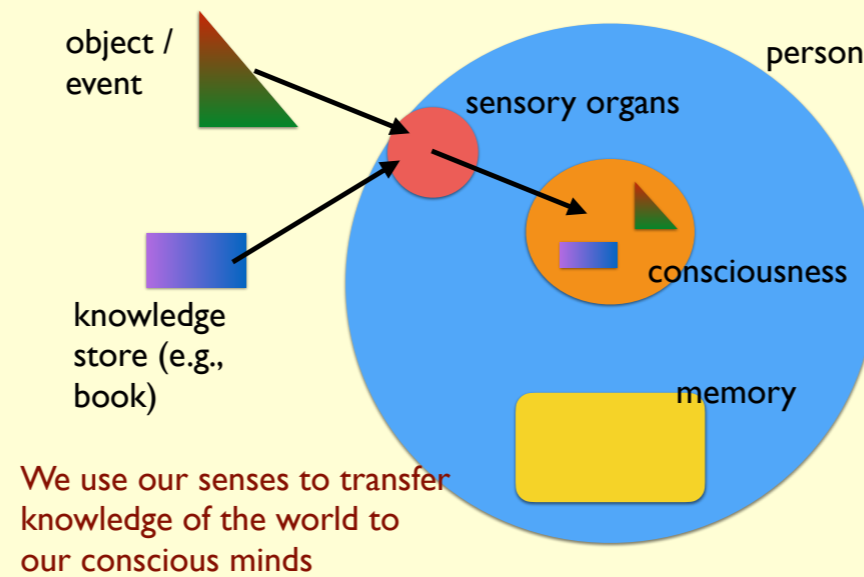 object /
event
person
sensory organs
consciousness
knowledge
store (e.g.,
book)
memory
We use our senses to transfer
knowledge of the world to
our conscious minds